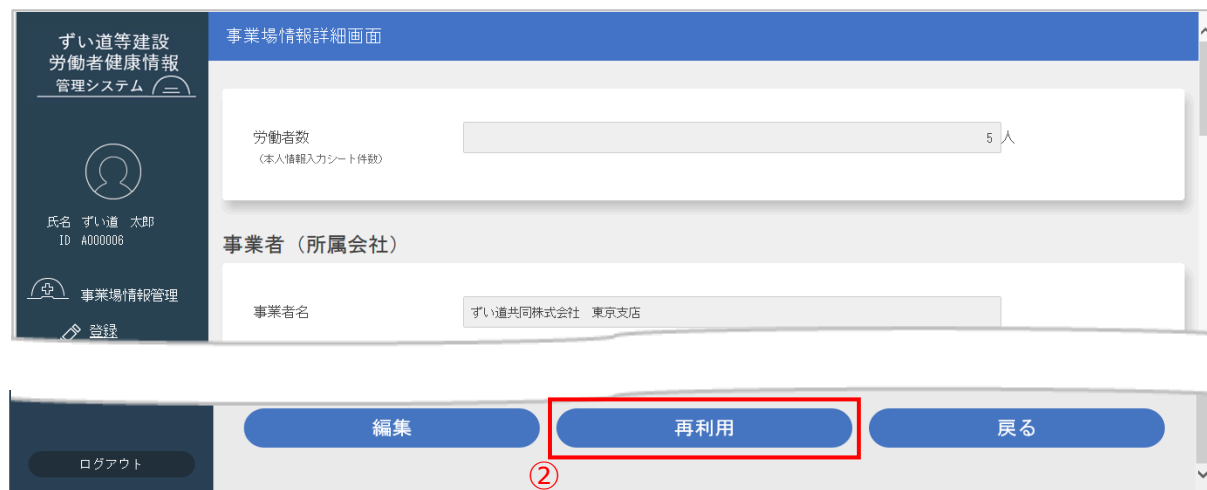 ずい道等建設
労働者健康情報
管理システム
氏名 ずい道 太郎
ID A000006
事業場情報管理
登録
事業場情報詳細画面
労働者数
（本人情報入力シート件数）
5 人
事業者（所属会社）
事業者名
ずい道共同株式会社 東京支店
編集
再利用
戻る
②
ログアウト